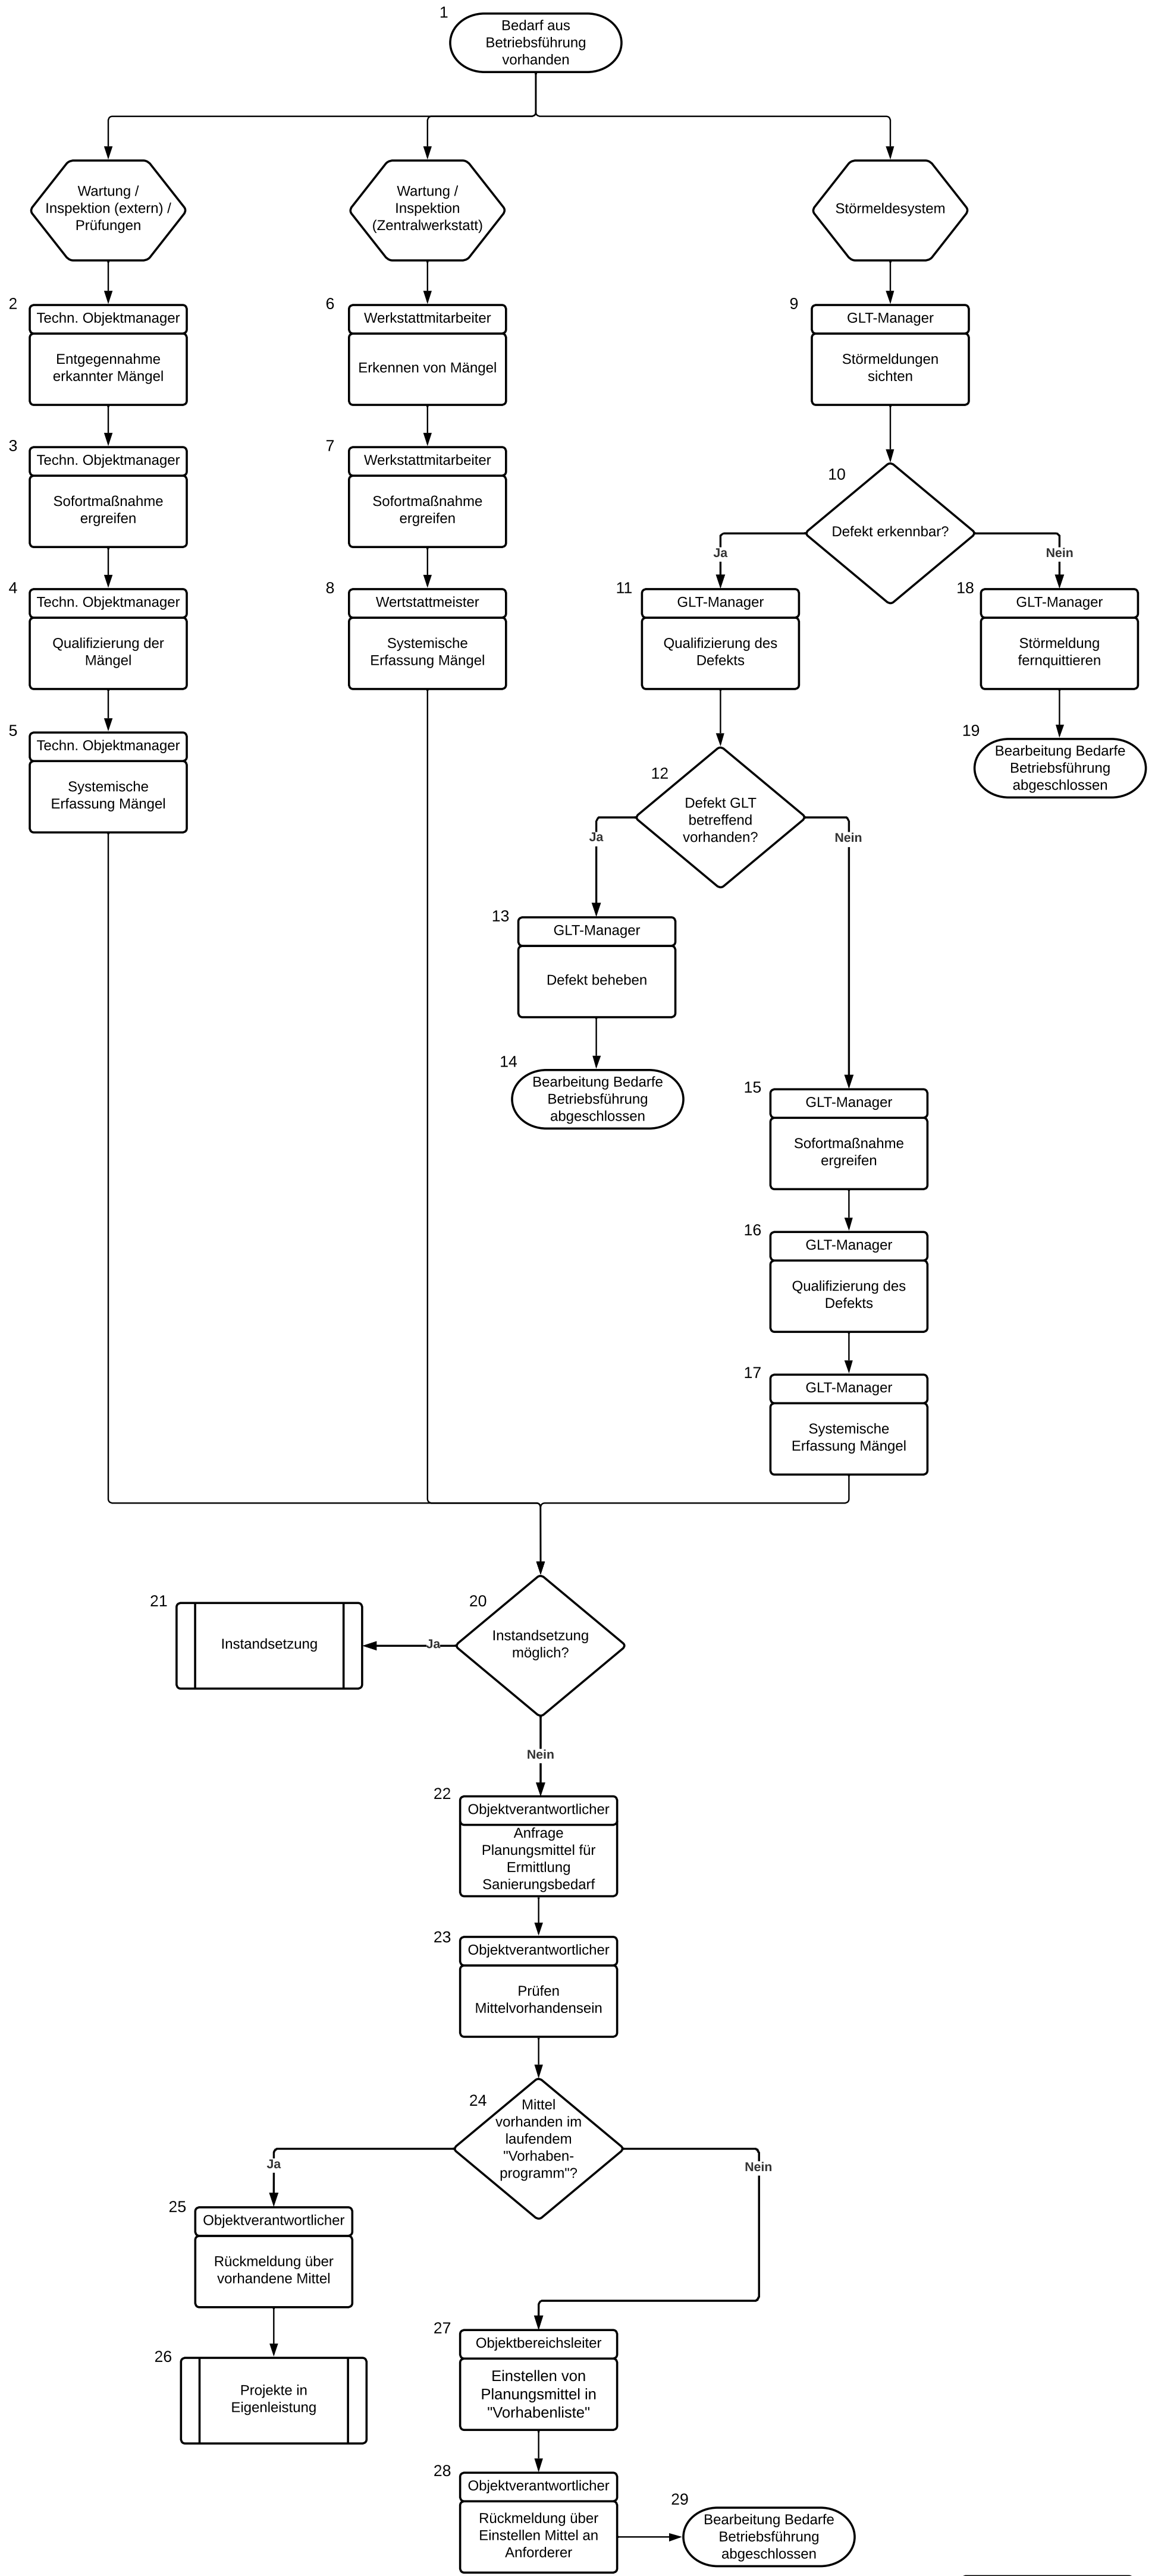 1
Bedarf aus
Betriebsführung
vorhanden
Wartung /
Inspektion (extern) /
Prüfungen
Wartung /
Inspektion
(Zentralwerkstatt)
Störmeldesystem
2
Techn. Objektmanager
Entgegennahme
erkannter Mängel
6
Werkstattmitarbeiter
Erkennen von Mängel
9
GLT-Manager
Störmeldungen
sichten
3
Techn. Objektmanager
Sofortmaßnahme
ergreifen
7
Werkstattmitarbeiter
Sofortmaßnahme
ergreifen
10
Defekt erkennbar?
Ja
Nein
4
Techn. Objektmanager
Qualifizierung der
Mängel
8
Wertstattmeister
Systemische
Erfassung Mängel
11
GLT-Manager
Qualifizierung des
Defekts
18
GLT-Manager
Störmeldung
fernquittieren
5
Techn. Objektmanager
Systemische
Erfassung Mängel
12
Defekt GLT
betreffend
vorhanden?
Ja
Nein
19
Bearbeitung Bedarfe
Betriebsführung
abgeschlossen
13
GLT-Manager
Defekt beheben
14
Bearbeitung Bedarfe
Betriebsführung
abgeschlossen
15
GLT-Manager
Sofortmaßnahme
ergreifen
16
GLT-Manager
Qualifizierung des
Defekts
17
GLT-Manager
Systemische
Erfassung Mängel
20
Instandsetzung
möglich?
Ja
21
Instandsetzung
Nein
22
Objektverantwortlicher
Anfrage
Planungsmittel für
Ermittlung
Sanierungsbedarf
23
Objektverantwortlicher
Prüfen
Mittelvorhandensein
24
Mittel
vorhanden im
laufendem
"Vorhaben-
programm"?
Ja
Nein
25
Objektverantwortlicher
Rückmeldung über
vorhandene Mittel
26
Projekte in
Eigenleistung
27
Objektbereichsleiter
Einstellen von
Planungsmittel in
"Vorhabenliste"
28
Objektverantwortlicher
Rückmeldung über
Einstellen Mittel an
Anforderer
29
Bearbeitung Bedarfe
Betriebsführung
abgeschlossen